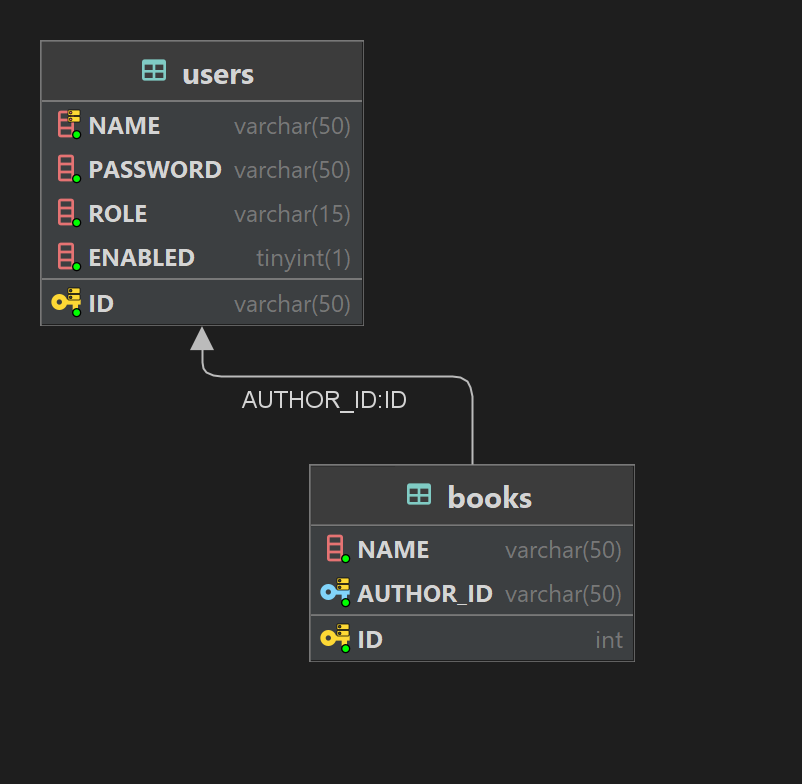 users
NAME varchar(50)
PASSWORD varchar(50)
ROLE varchar(15)
ENABLED tinyint(1)
ID varchar(50)
AUTHOR_ID:ID
books
NAME varchar(50)
AUTHOR_ID varchar(50)
ID int